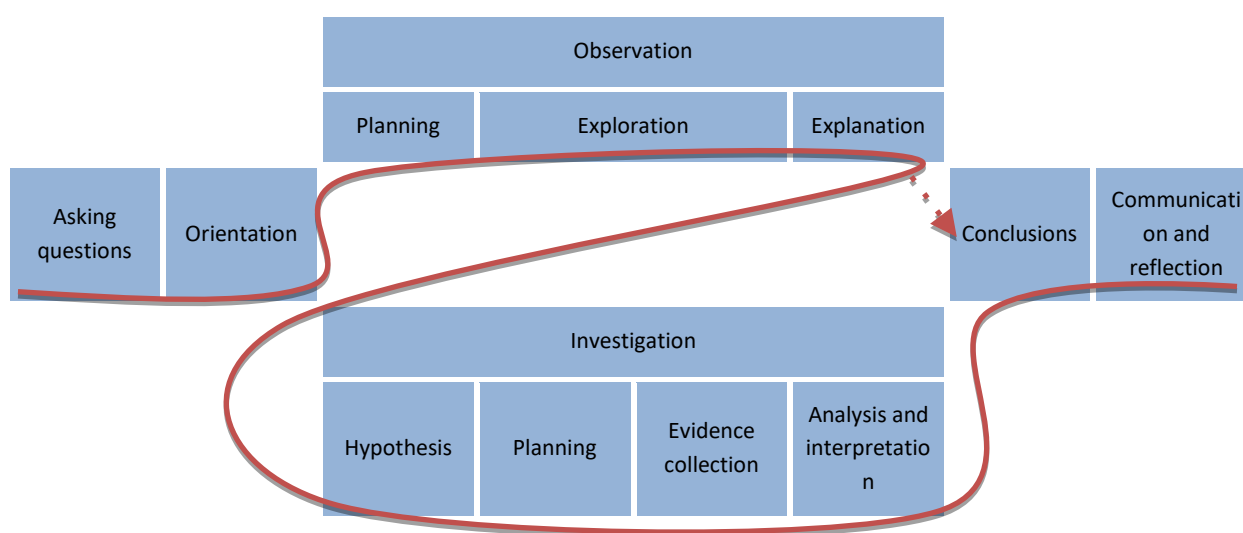 Observation
Planning
Exploration
Explanation
Asking
questions
Orientation
Conclusions
Communicati
on and
reflection
Investigation
Hypothesis
Planning
Evidence
collection
Analysis and
interpretatio
n